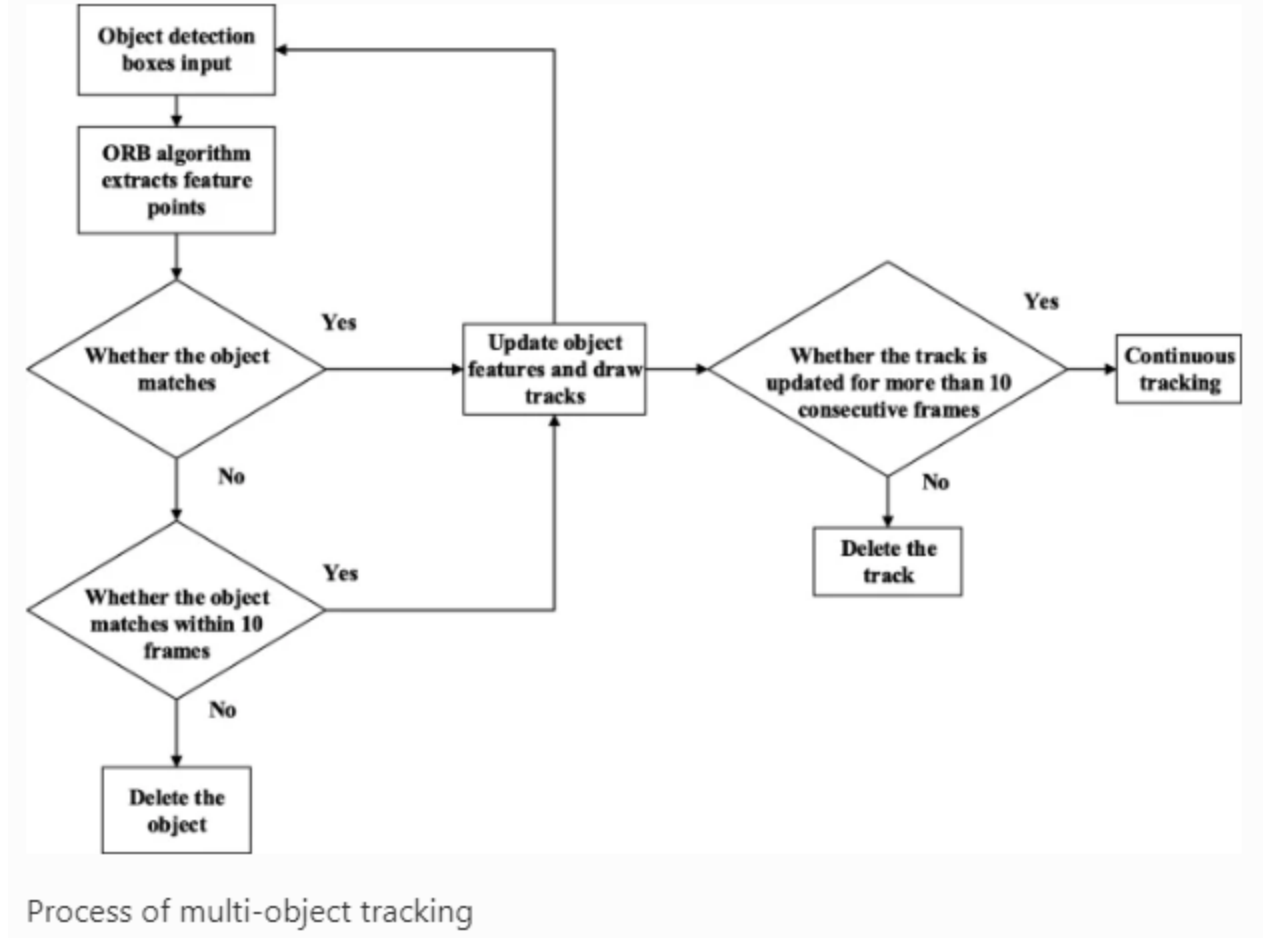 Object detection
boxes input
ORB algorithm
extracts feature
points
Whether the object
matches
Yes
No
Update object
features and draw
tracks
Whether the track is
updated for more than 10
consecutive frames
Yes
Continuous
tracking
No
Delete the
track
Whether the object
matches within 10
frames
Yes
No
Delete the
object
Process of multi-object tracking